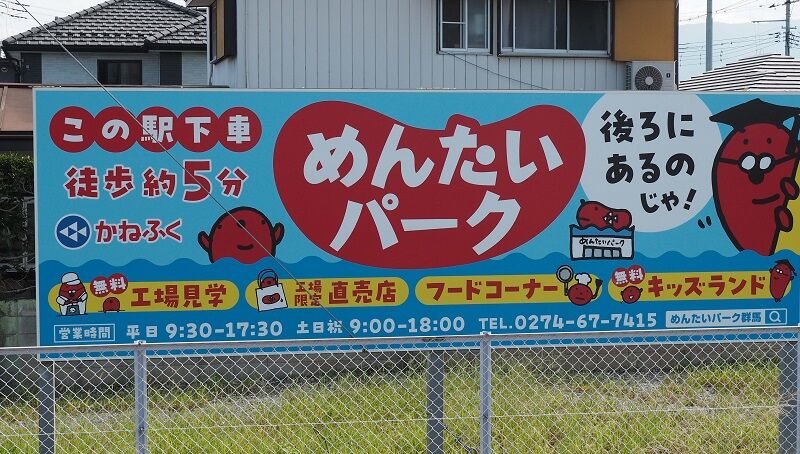 この駅下車
徒歩約5分
かねふく
めんたい
パーク
後ろに
あるの
じゃ!
めんたいパーク
無料
工場見学
工場
限定
直売店
フードコーナー
無料
キッズランド
営業時間 平日 9:30-17:30 土日祝 9:00-18:00 TEL.0274-67-7415 めんたいパーク群馬